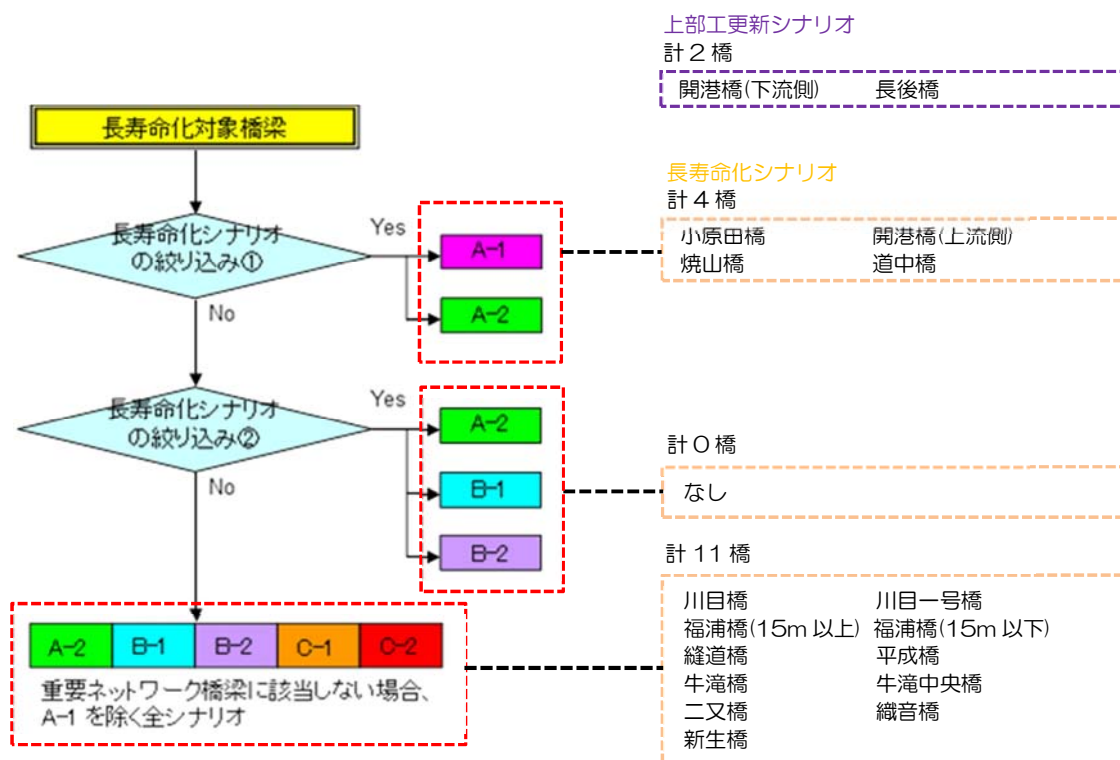 上部工更新シナリオ
計2橋
開港橋(下流側) 長後橋
長寿命化対象橋梁
長寿命化シナリオ
の絞り込み①
Yes
No
A-1
A-2
長寿命化シナリオ
計4橋
小原田橋 開港橋(上流側)
焼山橋 道中橋
長寿命化シナリオ
の絞り込み②
Yes
No
A-2
B-1
B-2
計0橋
なし
A-2 B-1 B-2 C-1 C-2
重要ネットワーク橋梁に該当しない場合、
A-1 を除く全シナリオ
計 11 橋
川目橋 川目一号橋
福浦橋(15m 以上) 福浦橋(15m 以下)
縫道橋 平成橋
牛滝橋 牛滝中央橋
二又橋 織音橋
新生橋